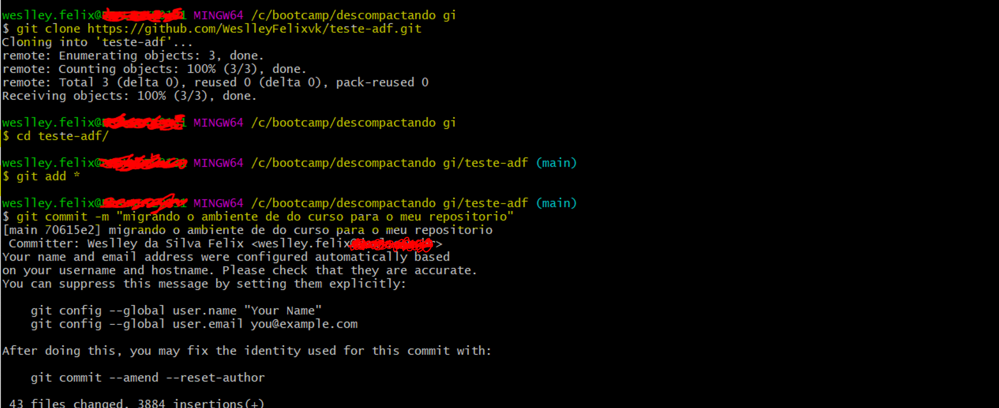 weslley.felix@ MINGW64 /c/bootcamp/descompactando gi
$ git clone https://github.com/WeslleyFelixvk/teste-adf.git
Cloning into 'teste-adf'...
remote: Enumerating objects: 3, done.
remote: Counting objects: 100% (3/3), done.
remote: Total 3 (delta 0), reused 0 (delta 0), pack-reused 0
Receiving objects: 100% (3/3), done.
weslley.felix@ MINGW64 /c/bootcamp/descompactando gi
$ cd teste-adf/
weslley.felix@ MINGW64 /c/bootcamp/descompactando gi/teste-adf (main)
$ git add *
weslley.felix@ MINGW64 /c/bootcamp/descompactando gi/teste-adf (main)
$ git commit -m "migrando o ambiente de do curso para o meu repositorio"
[main 70615e2] migrando o ambiente de do curso para o meu repositorio
Committer: Weslley da Silva Felix <weslley.felix >
Your name and email address were configured automatically based
on your username and hostname. Please check that they are accurate.
You can suppress this message by setting them explicitly:
git config --global user.name "Your Name"
git config --global user.email you@example.com
After doing this, you may fix the identity used for this commit with:
git commit --amend --reset-author
43 files changed, 3884 insertions(+)